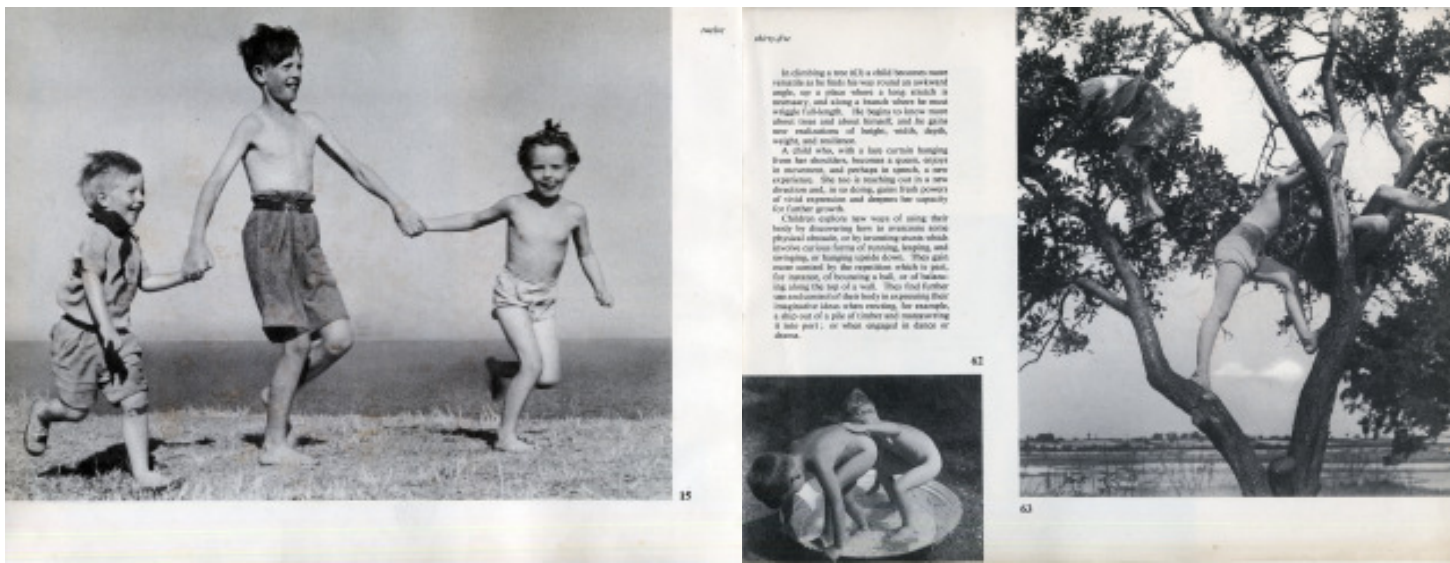 twelve
15
thirty-five
In climbing a tree (63) a child becomes more
versatile as he finds his way round an awkward
angle, up a place where a long stretch is
necessary, and along a branch where he must
wriggle full-length. He begins to know more
about trees and about himself, and he gains
new realizations of height, width, depth,
weight, and resilience.
A child who, with a lace curtain hanging
from her shoulders, becomes a queen, enjoys
in movement, and perhaps in speech, a new
experience. She too is reaching out in a new
direction and, in so doing, gains fresh powers
of vivid expression and deepens her capacity
for further growth.
Children explore new ways of using their
body by discovering how to overcome some
physical obstacle, or by inventing stunts which
involve curious forms of running, leaping, and
swinging, or hanging upside down. They gain
more control by the repetition which is part,
for instance, of bouncing a ball, or of balanc-
ing along the top of a wall. They find further
use and control of their body in expressing their
imaginative ideas when erecting, for example,
a ship out of a pile of timber and manœuvring
it into port; or when engaged in dance or
drama.
62
63